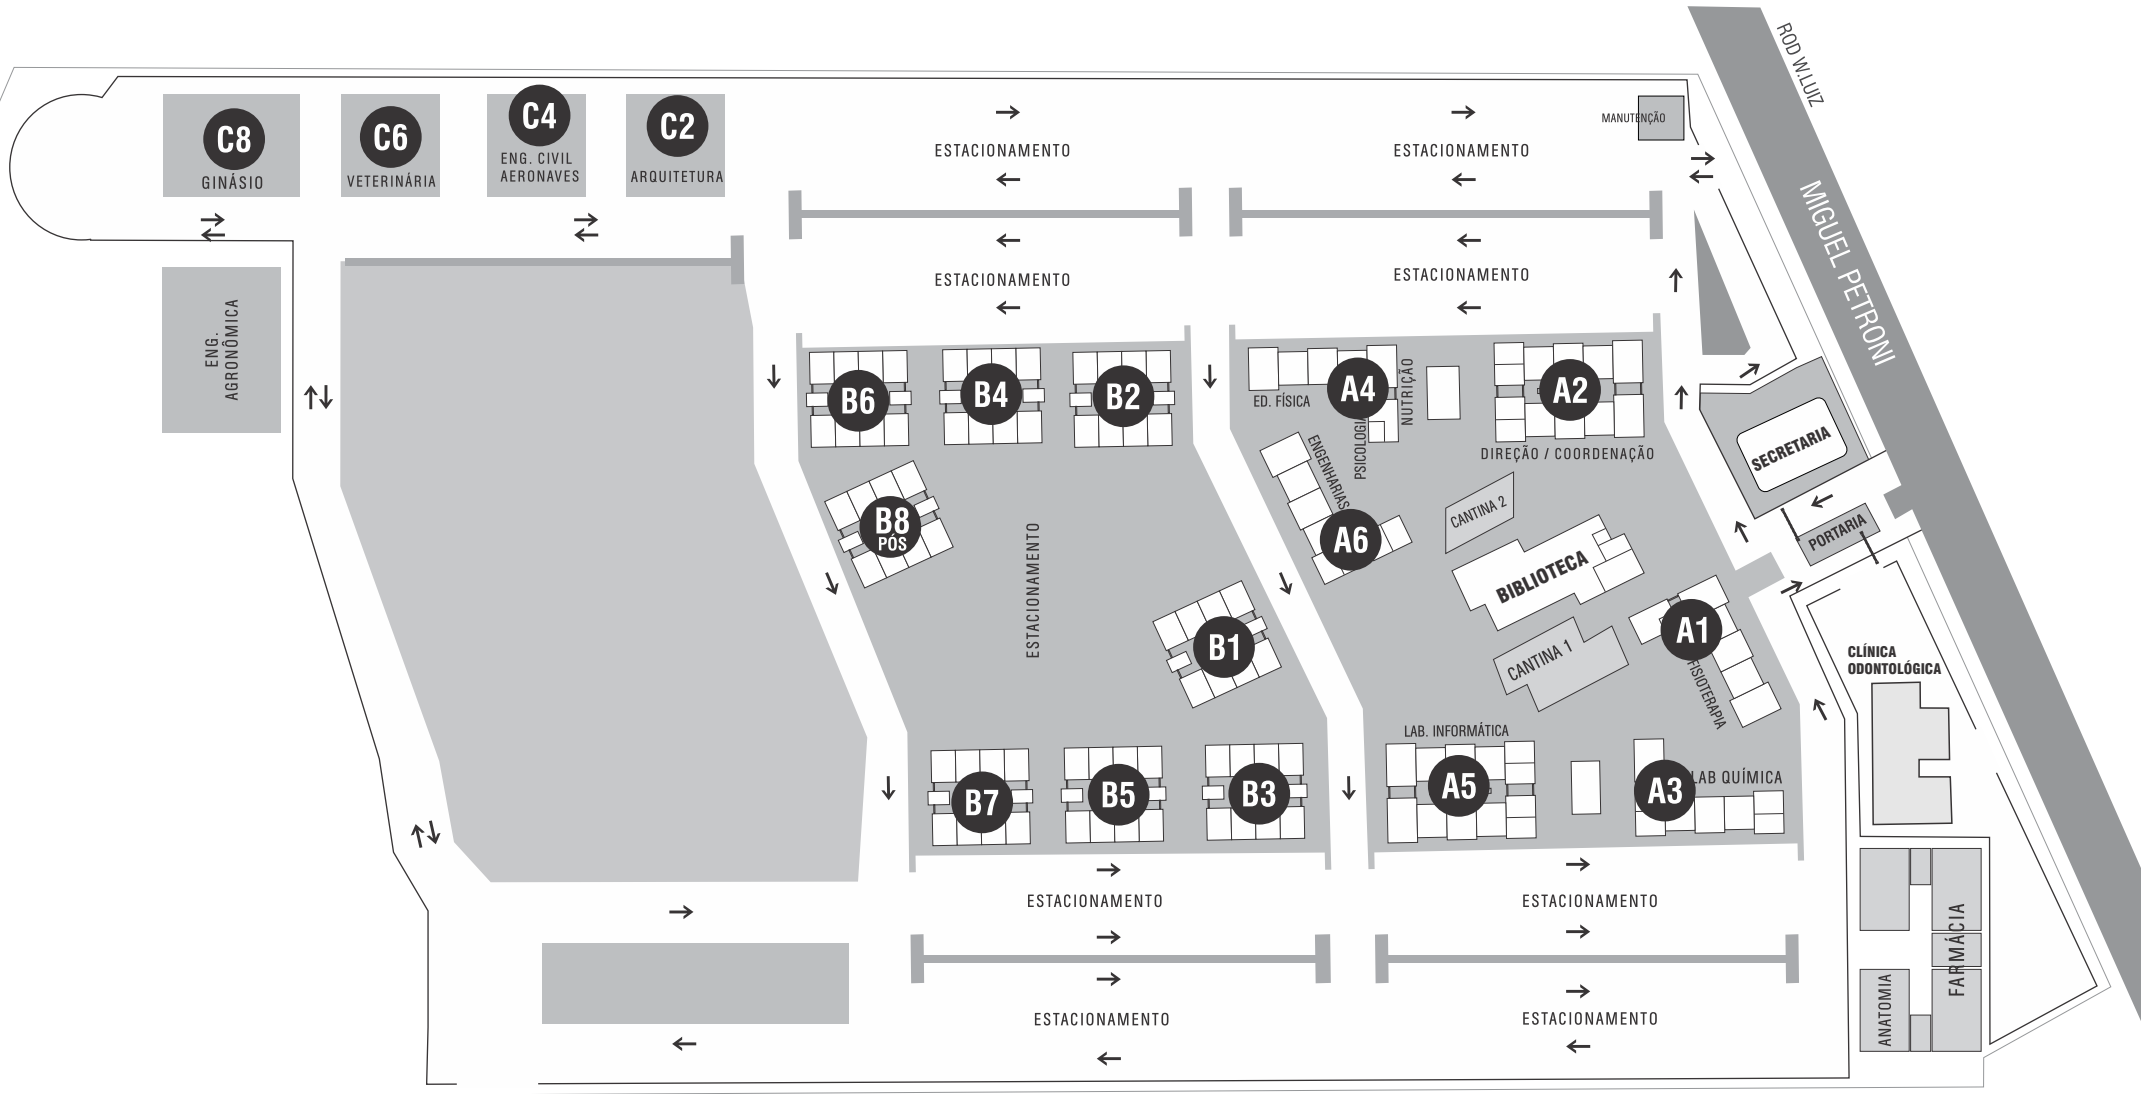 ROD W.LUIZ
MIGUEL PETRONI
C8
GINÁSIO
C6
VETERINÁRIA
C4
ENG. CIVIL
AERONAVES
C2
ARQUITETURA
ESTACIONAMENTO
ESTACIONAMENTO
MANUTENÇÃO
ESTACIONAMENTO
ESTACIONAMENTO
ENG.
AGRONÔMICA
B6
B4
B2
A4
ED. FÍSICA
PSICOLOGIA
NUTRIÇÃO
A2
DIREÇÃO / COORDENAÇÃO
SECRETARIA
PORTARIA
B8
PÓS
ESTACIONAMENTO
ENGENHARIAS
A6
CANTINA 2
BIBLIOTECA
B1
CANTINA 1
A1
FISIOTERAPIA
CLÍNICA
ODONTOLÓGICA
B7
B5
B3
LAB. INFORMÁTICA
A5
A3
LAB QUÍMICA
ESTACIONAMENTO
ESTACIONAMENTO
ESTACIONAMENTO
ESTACIONAMENTO
ANATOMIA
FARMÁCIA